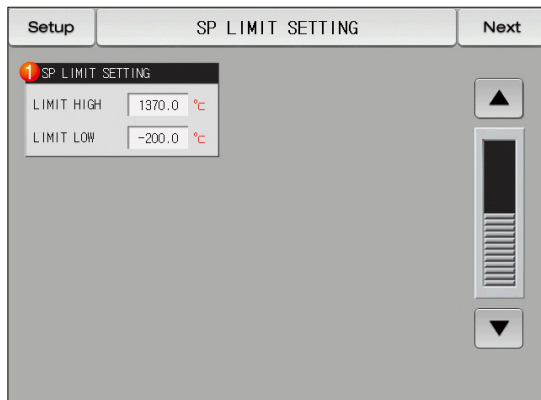 Setup
SP LIMIT SETTING
Next
1 SP LIMIT SETTING
LIMIT HIGH 1370.0 ℃
LIMIT LOW -200.0 ℃